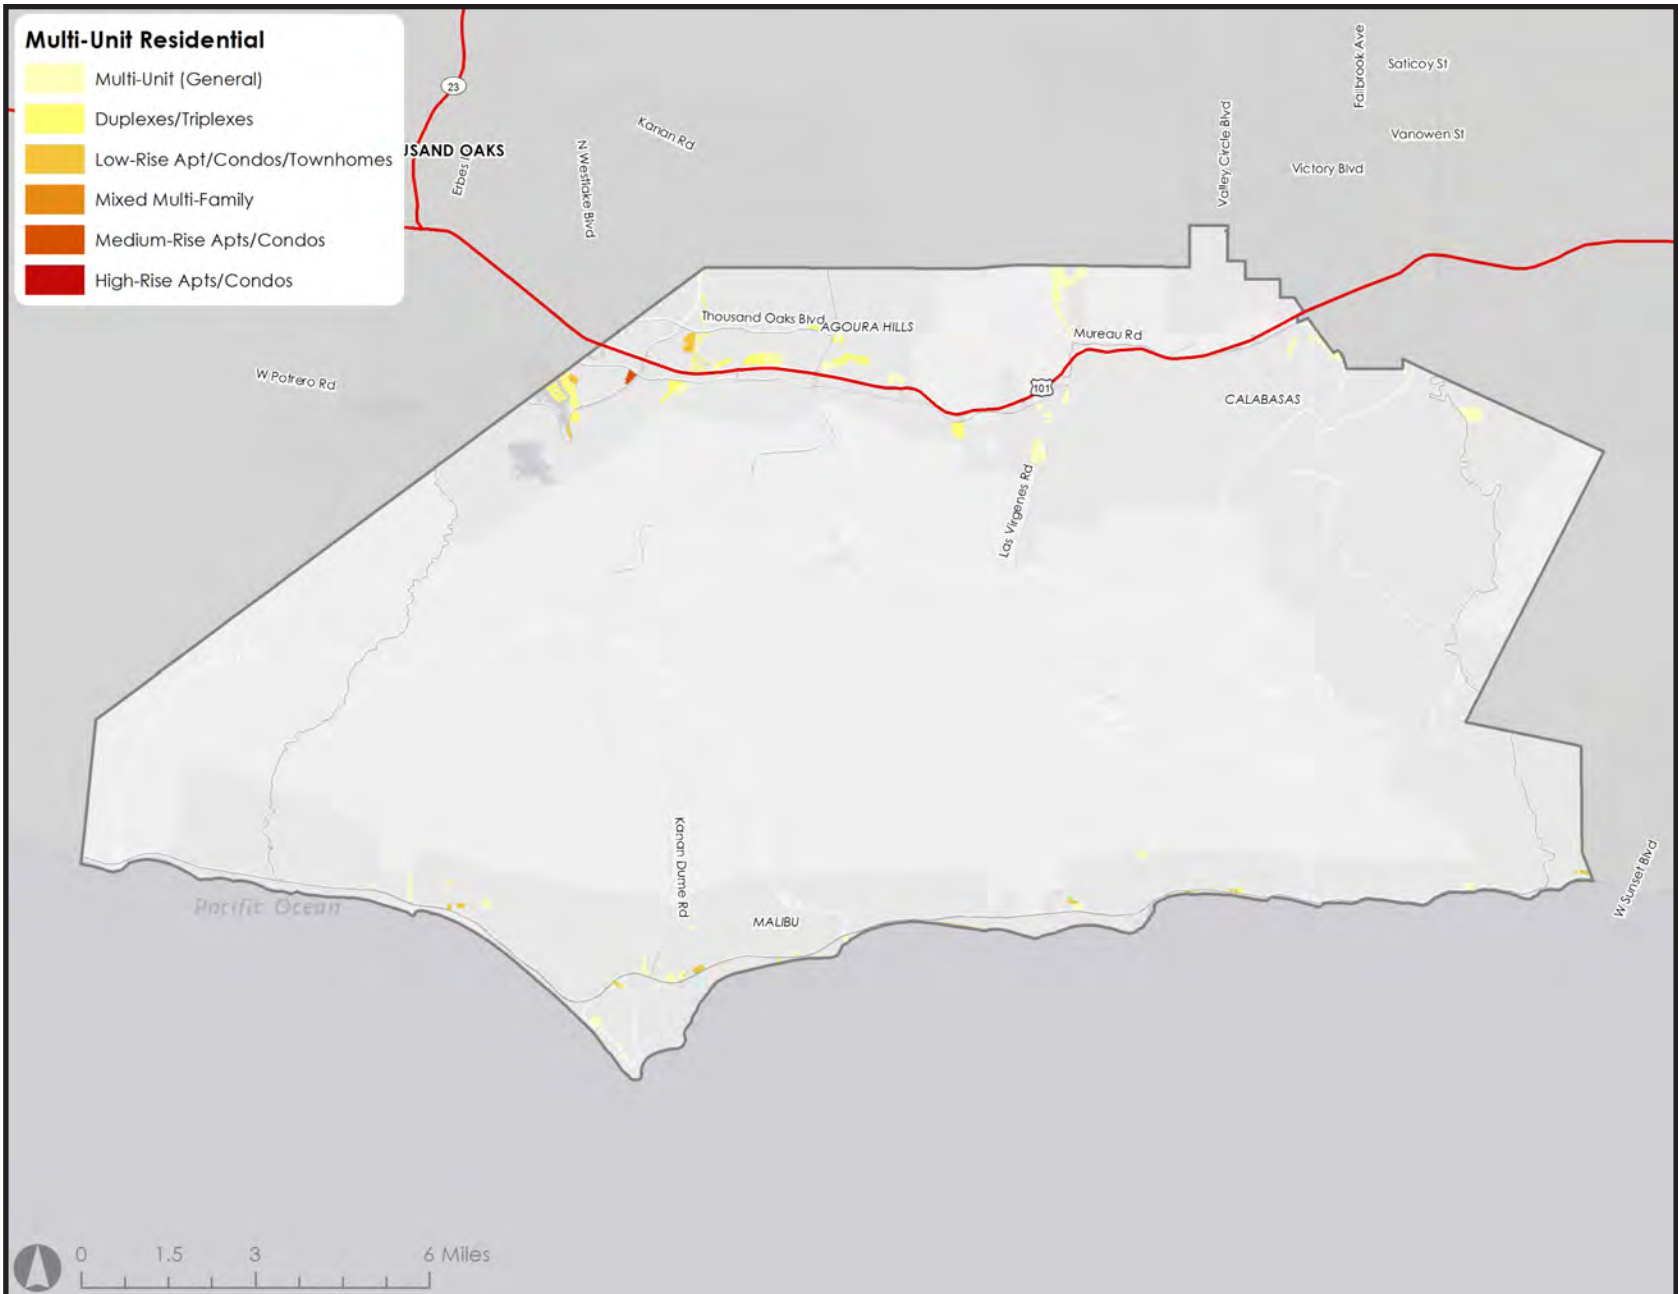 Multi-Unit Residential
Multi-Unit (General)
Duplexes/Triplexes
Low-Rise Apt/Condos/Townhomes
Mixed Multi-Family
Medium-Rise Apts/Condos
High-Rise Apts/Condos
23
USAND OAKS
Erbes
N Westlake Blvd
Kanan Rd
Valley Circle Blvd
Fallbrook Ave
Saticoy St
Vanowen St
Victory Blvd
Thousand Oaks Blvd
AGOURA HILLS
Mureau Rd
W Potrero Rd
101
CALABASAS
Las Virgenes Rd
Kanan Dume Rd
Pacific Ocean
MALIBU
W Sunset Blvd
0 1.5 3 6 Miles